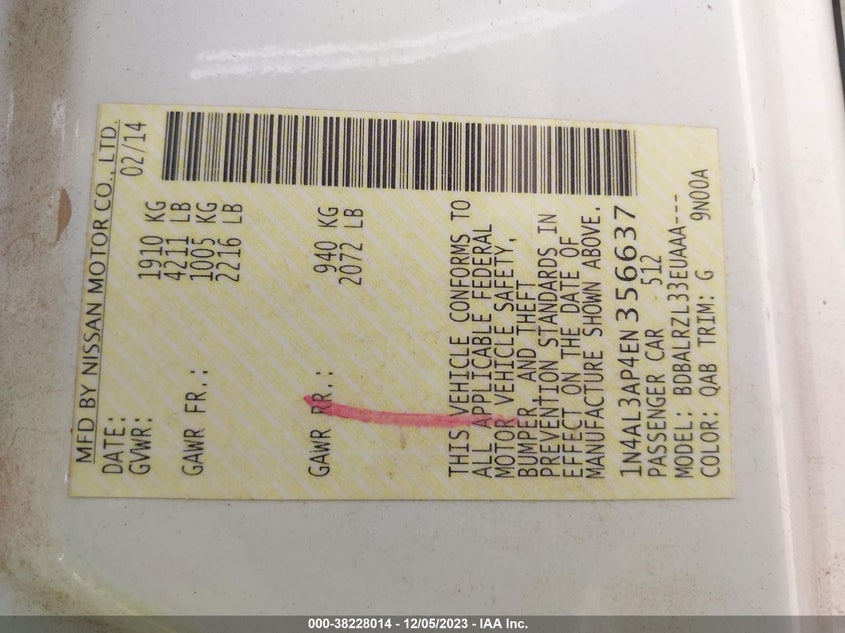 MFD BY NISSAN MOTOR CO., LTD.
DATE: 02/14
GVWR: 1910 KG
4211 LB
GAWR FR.: 1005 KG
2216 LB
GAWR RR.: 940 KG
2072 LB
THIS VEHICLE CONFORMS TO
ALL APPLICABLE FEDERAL
MOTOR VEHICLE SAFETY,
BUMPER, AND THEFT
PREVENTION STANDARDS IN
EFFECT ON THE DATE OF
MANUFACTURE SHOWN ABOVE.
1N4AL3AP4EN356637
PASSENGER CAR 512
MODEL: BDBALRZL33EUAAA---
COLOR: QAB TRIM: G 9N00A
000-38228014 - 12/05/2023 - IAA Inc.